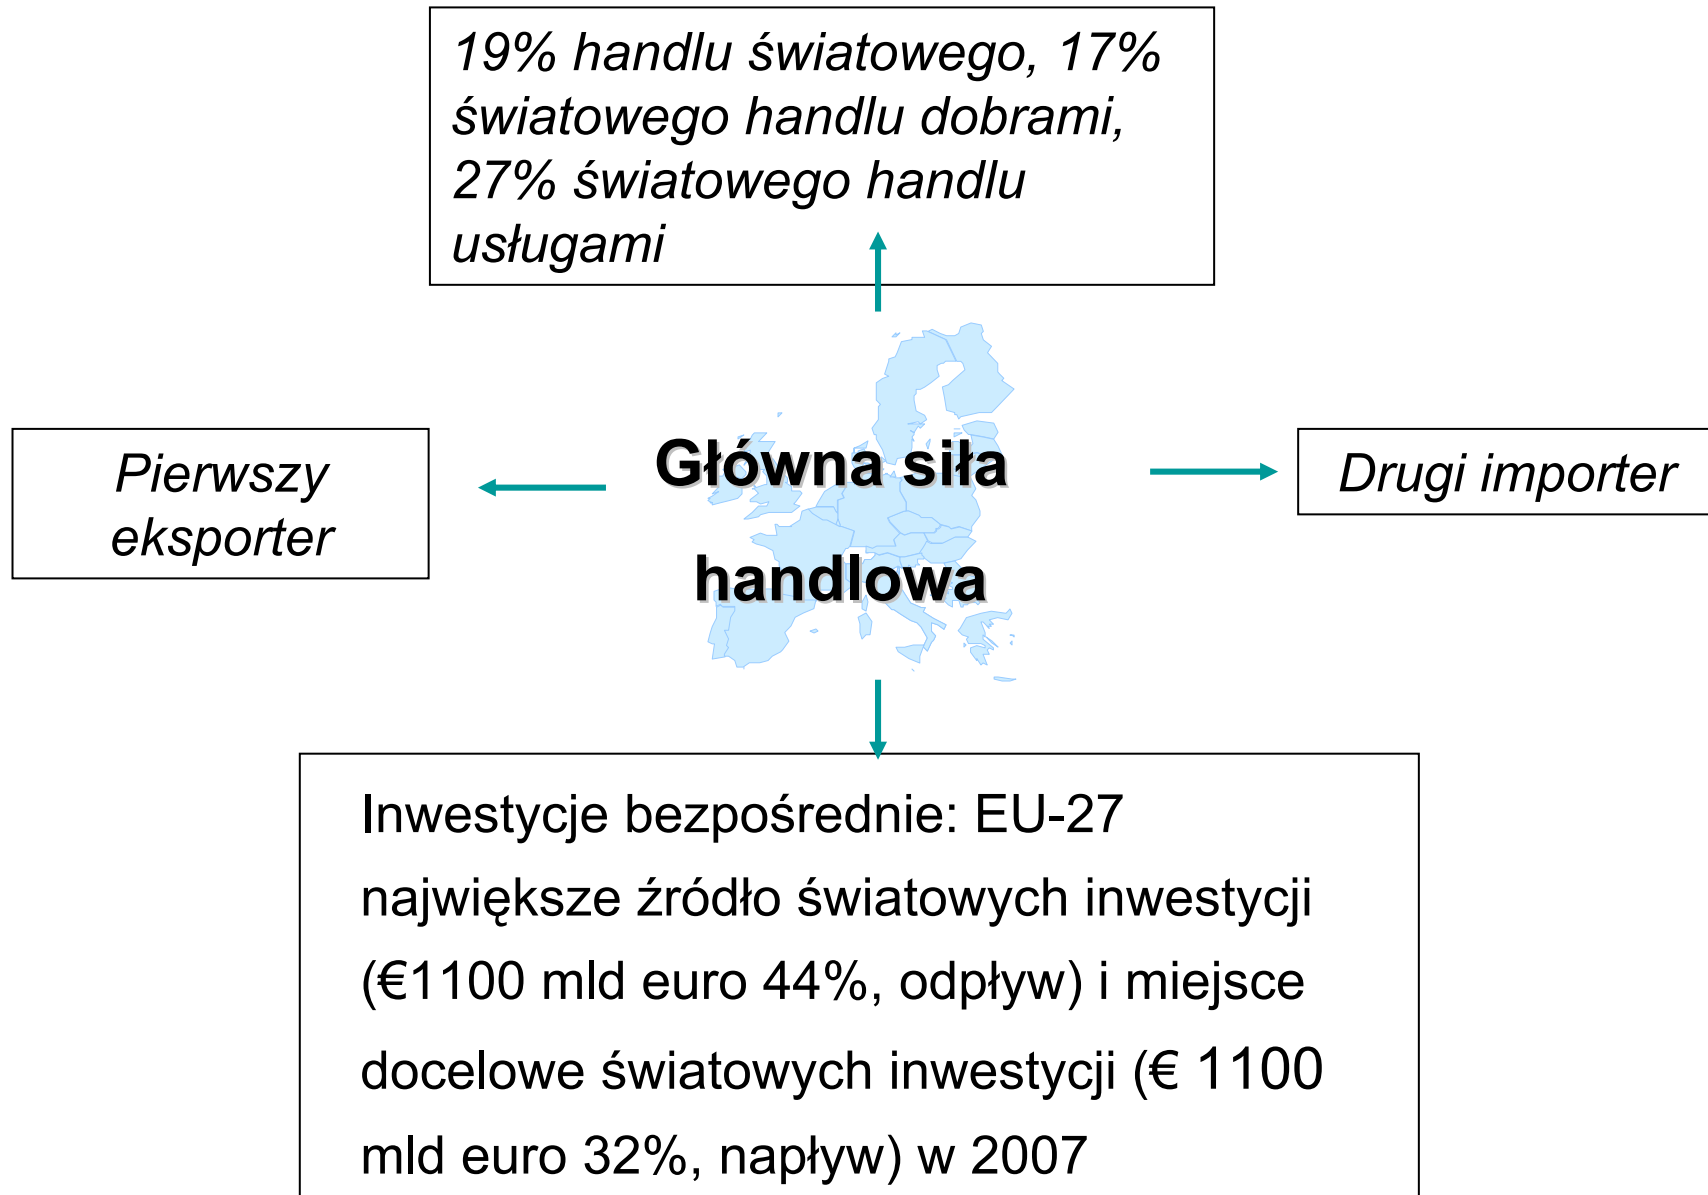 19% handlu światowego, 17%
światowego handlu dobrami,
27% światowego handlu
usługami
Pierwszy
eksporter
Główna siła
handlowa
Drugi importer
Inwestycje bezpośrednie: EU-27
największe źródło światowych inwestycji
(€1100 mld euro 44%, odpływ) i miejsce
docelowe światowych inwestycji (€ 1100
mld euro 32%, napływ) w 2007